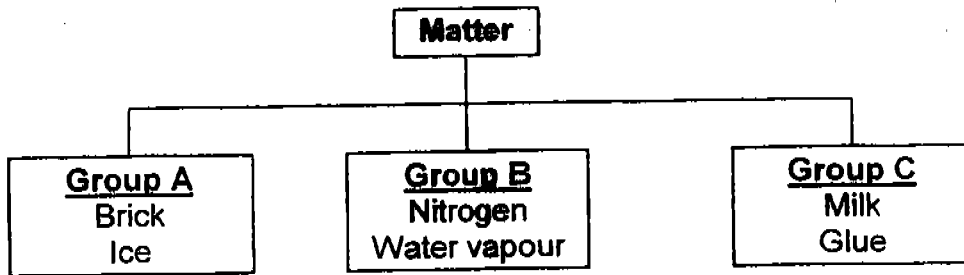 Matter
Group A
Brick
Ice
Group B
Nitrogen
Water vapour
Group C
Milk
Glue